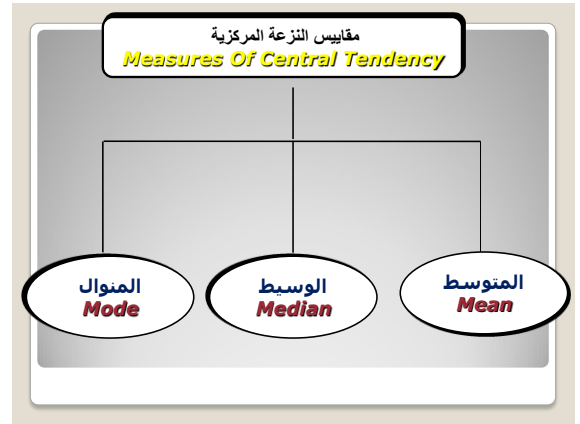 مقاييس النزعة المركزية
Measures Of Central Tendency
المتوسط
Mean
الوسيط
Median
المنوال
Mode